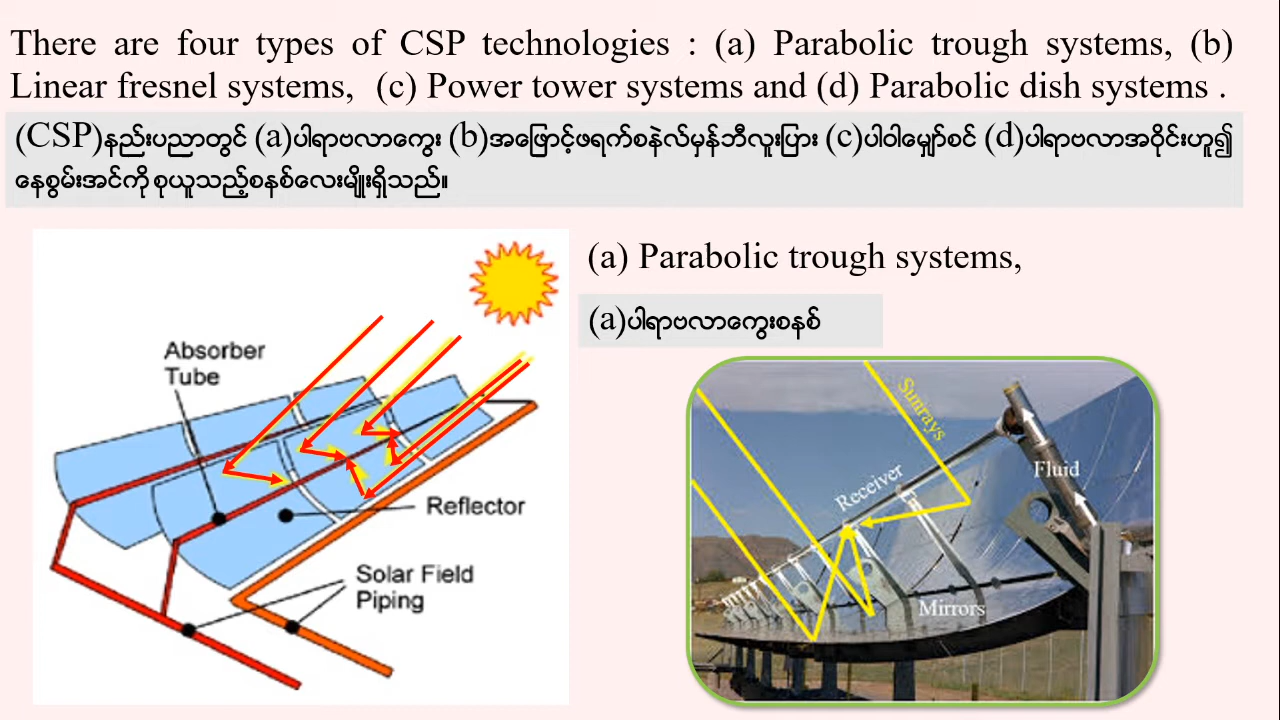 There are four types of CSP technologies : (a) Parabolic trough systems, (b)
Linear fresnel systems, (c) Power tower systems and (d) Parabolic dish systems .
(CSP)နည်းပညာတွင် (a)ပါရာဗလာကွေး (b)အဖြောင့်ဖရက်စနဲလ်မှန်ဘီလူးပြား (c)ပါဝါမျှော်စင် (d)ပါရာဗလာအဝိုင်းဟူ၍
နေစွမ်းအင်ကို စုယူသည့်စနစ်လေးမျိုးရှိသည်။
(a) Parabolic trough systems,
(a)ပါရာဗလာကွေးစနစ်
Absorber
Tube
Reflector
Solar Field
Piping
Sunrays
Receiver
Fluid
Mirrors